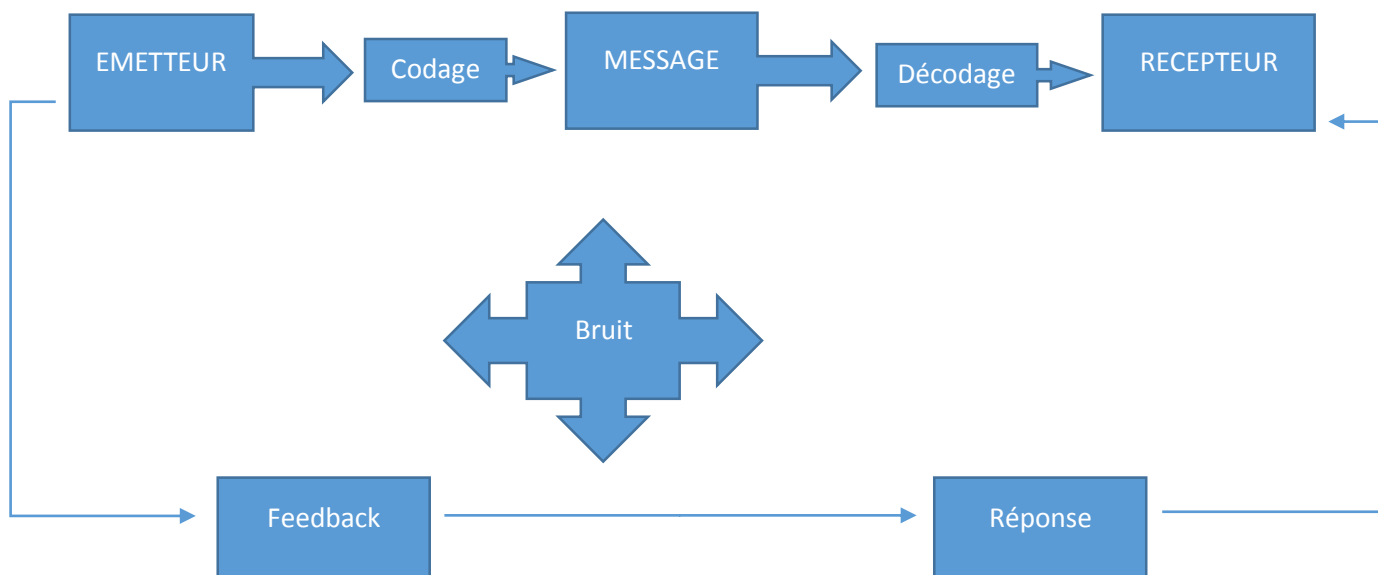 EMETTEUR
Codage
MESSAGE
Décodage
RECEPTEUR
Bruit
Feedback
Réponse